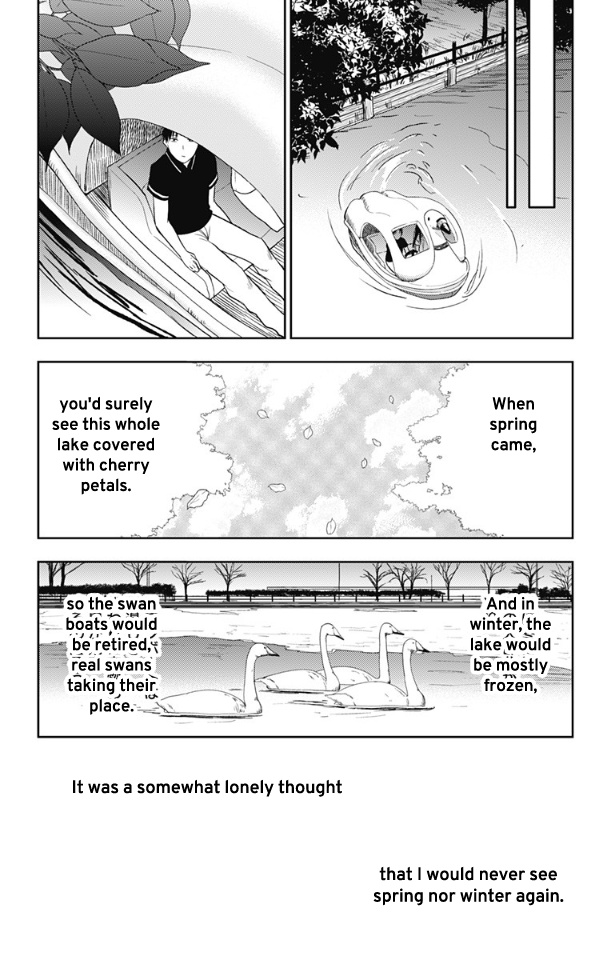 When
spring
came,
you'd surely
see this whole
lake covered
with cherry
petals.
And in
winter, the
lake would
be mostly
frozen,
so the swan
boats would
be retired,
real swans
taking their
place.
It was a somewhat lonely thought
that I would never see
spring nor winter again.